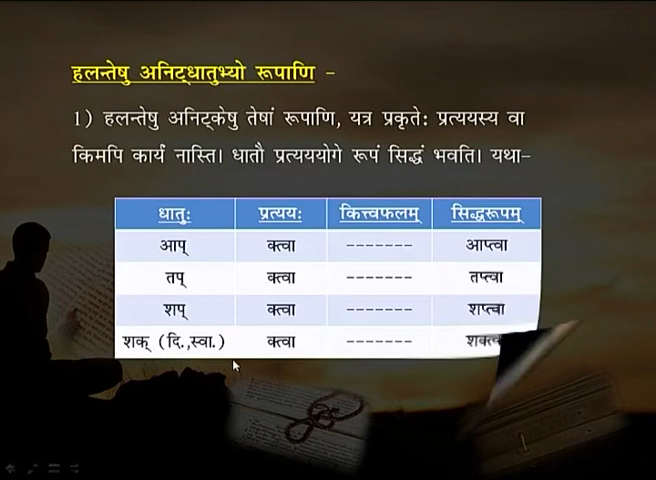 हलन्तेषु अनिट्धातुभ्यो रूपाणि -
1) हलन्तेषु अनिट्केषु तेषां रूपाणि, यत्र प्रकृतेः प्रत्ययस्य वा
किमपि कार्यं नास्ति। धातौ प्रत्यययोगे रूपं सिद्धं भवति। यथा-
धातुः प्रत्ययः कित्त्वफलम् सिद्धरूपम्
आप् क्त्वा ------- आप्त्वा
तप् क्त्वा ------- तप्त्वा
शप् क्त्वा ------- शप्त्वा
शक् (दि.,स्वा.) क्त्वा -------